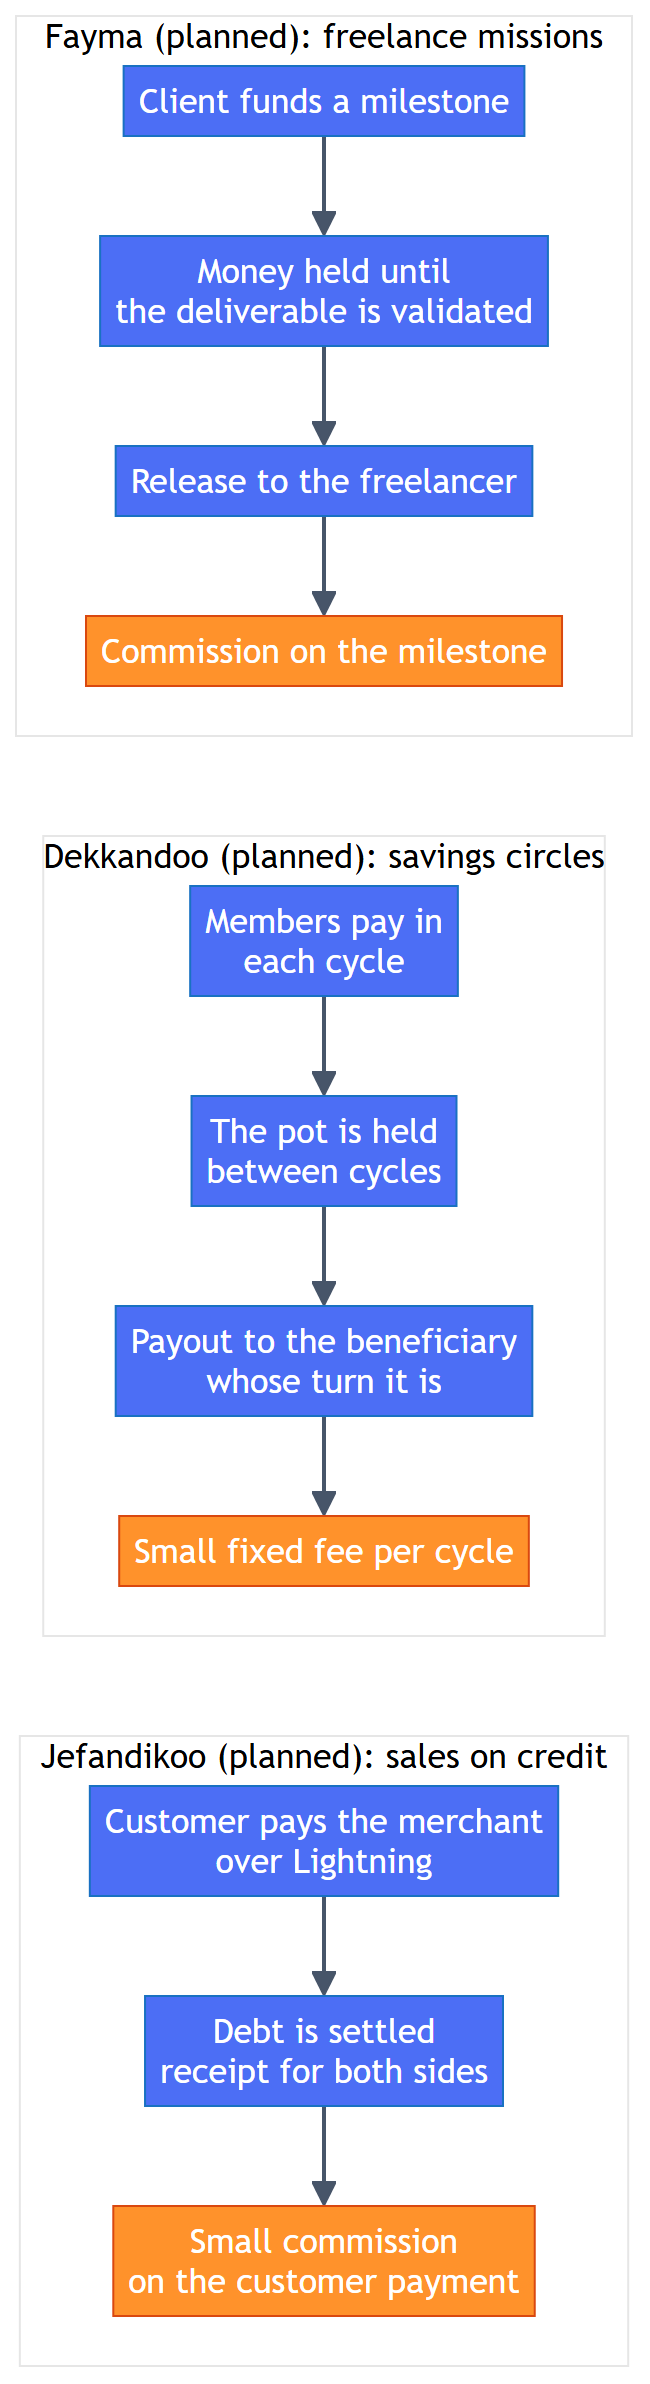 Fayma (planned): freelance missions
Client funds a milestone
Money held until
the deliverable is validated
Release to the freelancer
Commission on the milestone
Dekkandoo (planned): savings circles
Members pay in
each cycle
The pot is held
between cycles
Payout to the beneficiary
whose turn it is
Small fixed fee per cycle
Jefandikoo (planned): sales on credit
Customer pays the merchant
over Lightning
Debt is settled
receipt for both sides
Small commission
on the customer payment